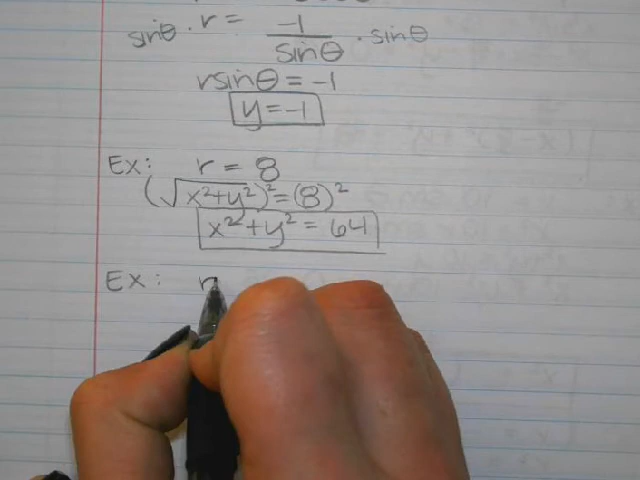 sinθ · r = -1/sinθ · sinθ
rsinθ = -1
y = -1
Ex: r = 8
(√x²+y²)² = (8)²
x² + y² = 64
Ex: r